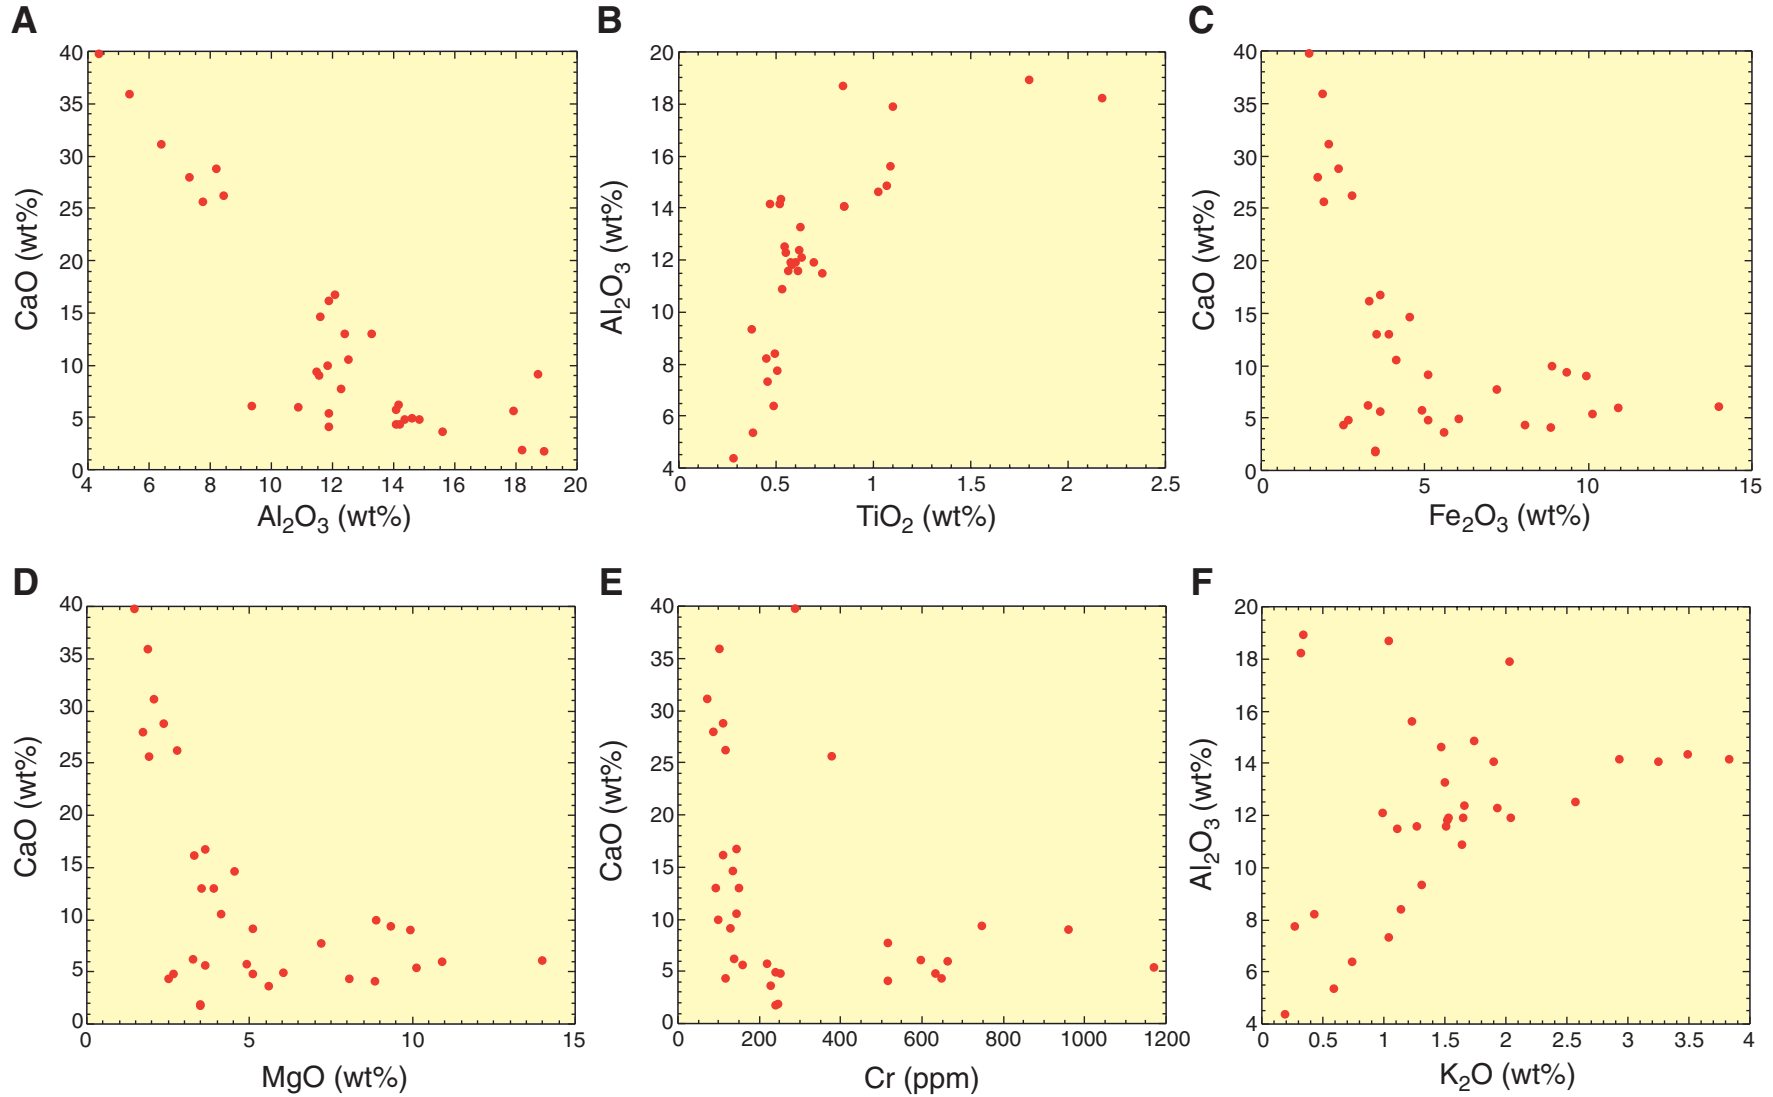 A
40
35
30
25
20
15
10
5
0
CaO (wt%)
4 6 8 10 12 14 16 18 20
Al₂O₃ (wt%)
B
20
18
16
14
12
10
8
6
4
Al₂O₃ (wt%)
0 0.5 1 1.5 2 2.5
TiO₂ (wt%)
C
40
35
30
25
20
15
10
5
0
CaO (wt%)
0 5 10 15
Fe₂O₃ (wt%)
D
40
35
30
25
20
15
10
5
0
CaO (wt%)
0 5 10 15
MgO (wt%)
E
40
35
30
25
20
15
10
5
0
CaO (wt%)
0 200 400 600 800 1000 1200
Cr (ppm)
F
20
18
16
14
12
10
8
6
4
Al₂O₃ (wt%)
0 0.5 1 1.5 2 2.5 3 3.5 4
K₂O (wt%)